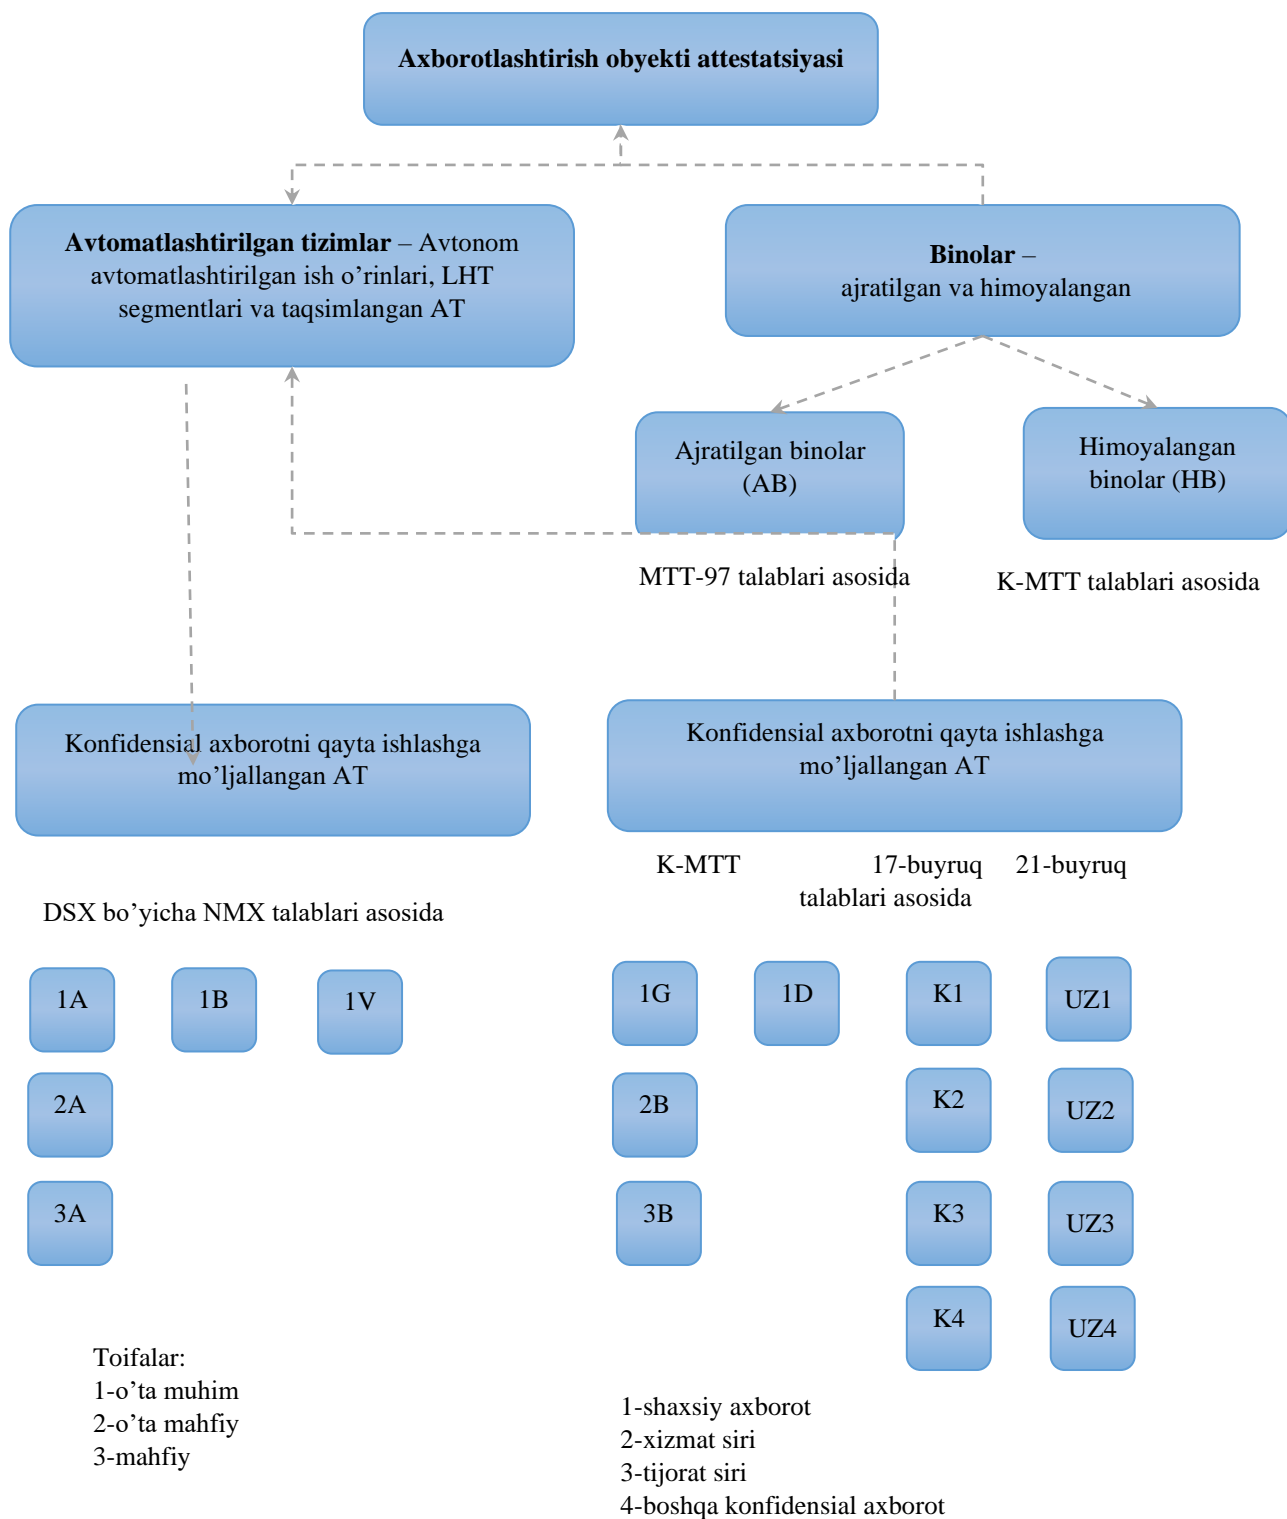 Axborotlashtirish obyekti attestatsiyasi
Avtomatlashtirilgan tizimlar – Avtonom
avtomatlashtirilgan ish o’rinlari, LHT
segmentlari va taqsimlangan AT
Binolar –
ajratilgan va himoyalangan
Ajratilgan binolar
(AB)
Himoyalangan
binolar (HB)
MTT-97 talablari asosida
K-MTT talablari asosida
Konfidensial axborotni qayta ishlashga
mo’ljallangan AT
Konfidensial axborotni qayta ishlashga
mo’ljallangan AT
K-MTT 17-buyruq 21-buyruq
talablari asosida
DSX bo’yicha NMX talablari asosida
1A 1B 1V
2A
3A
1G 1D K1 UZ1
2B K2 UZ2
3B K3 UZ3
K4 UZ4
Toifalar:
1-o’ta muhim
2-o’ta mahfiy
3-mahfiy
1-shaxsiy axborot
2-xizmat siri
3-tijorat siri
4-boshqa konfidensial axborot